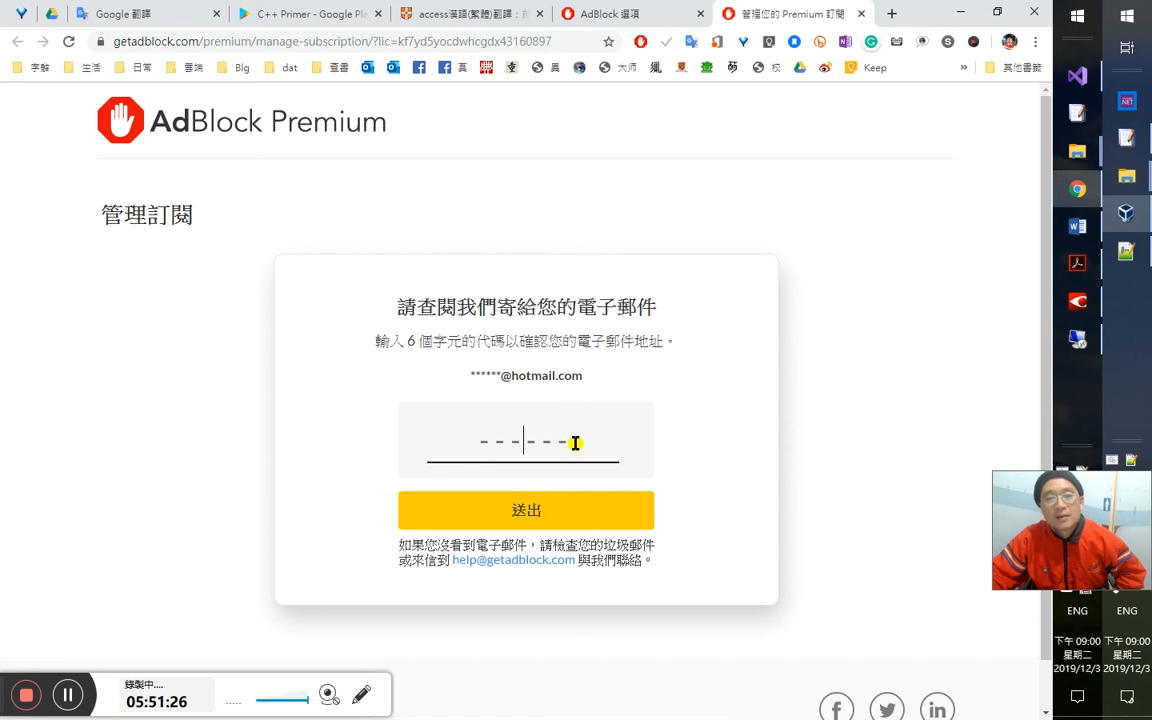 Google 翻譯
C++ Primer - Google Pla
access漢語(繁體)翻譯：
AdBlock 選項
管理您的 Premium 訂閱
getadblock.com/premium/manage-subscription/?lic=kf7yd5yocdwhcgdx43160897
字辭
生活
日常
雲端
Blg
dat
查書
真
異
大师
校
Keep
其他書籤
AdBlock Premium
管理訂閱
請查閱我們寄給您的電子郵件
輸入 6 個字元的代碼以確認您的電子郵件地址。
******@hotmail.com
------
送出
如果您沒看到電子郵件，請檢查您的垃圾郵件
或來信到 help@getadblock.com 與我們聯絡。
錄製中....
05:51:26
ENG
ENG
下午 09:00
星期二
2019/12/3
下午 09:00
星期二
2019/12/3